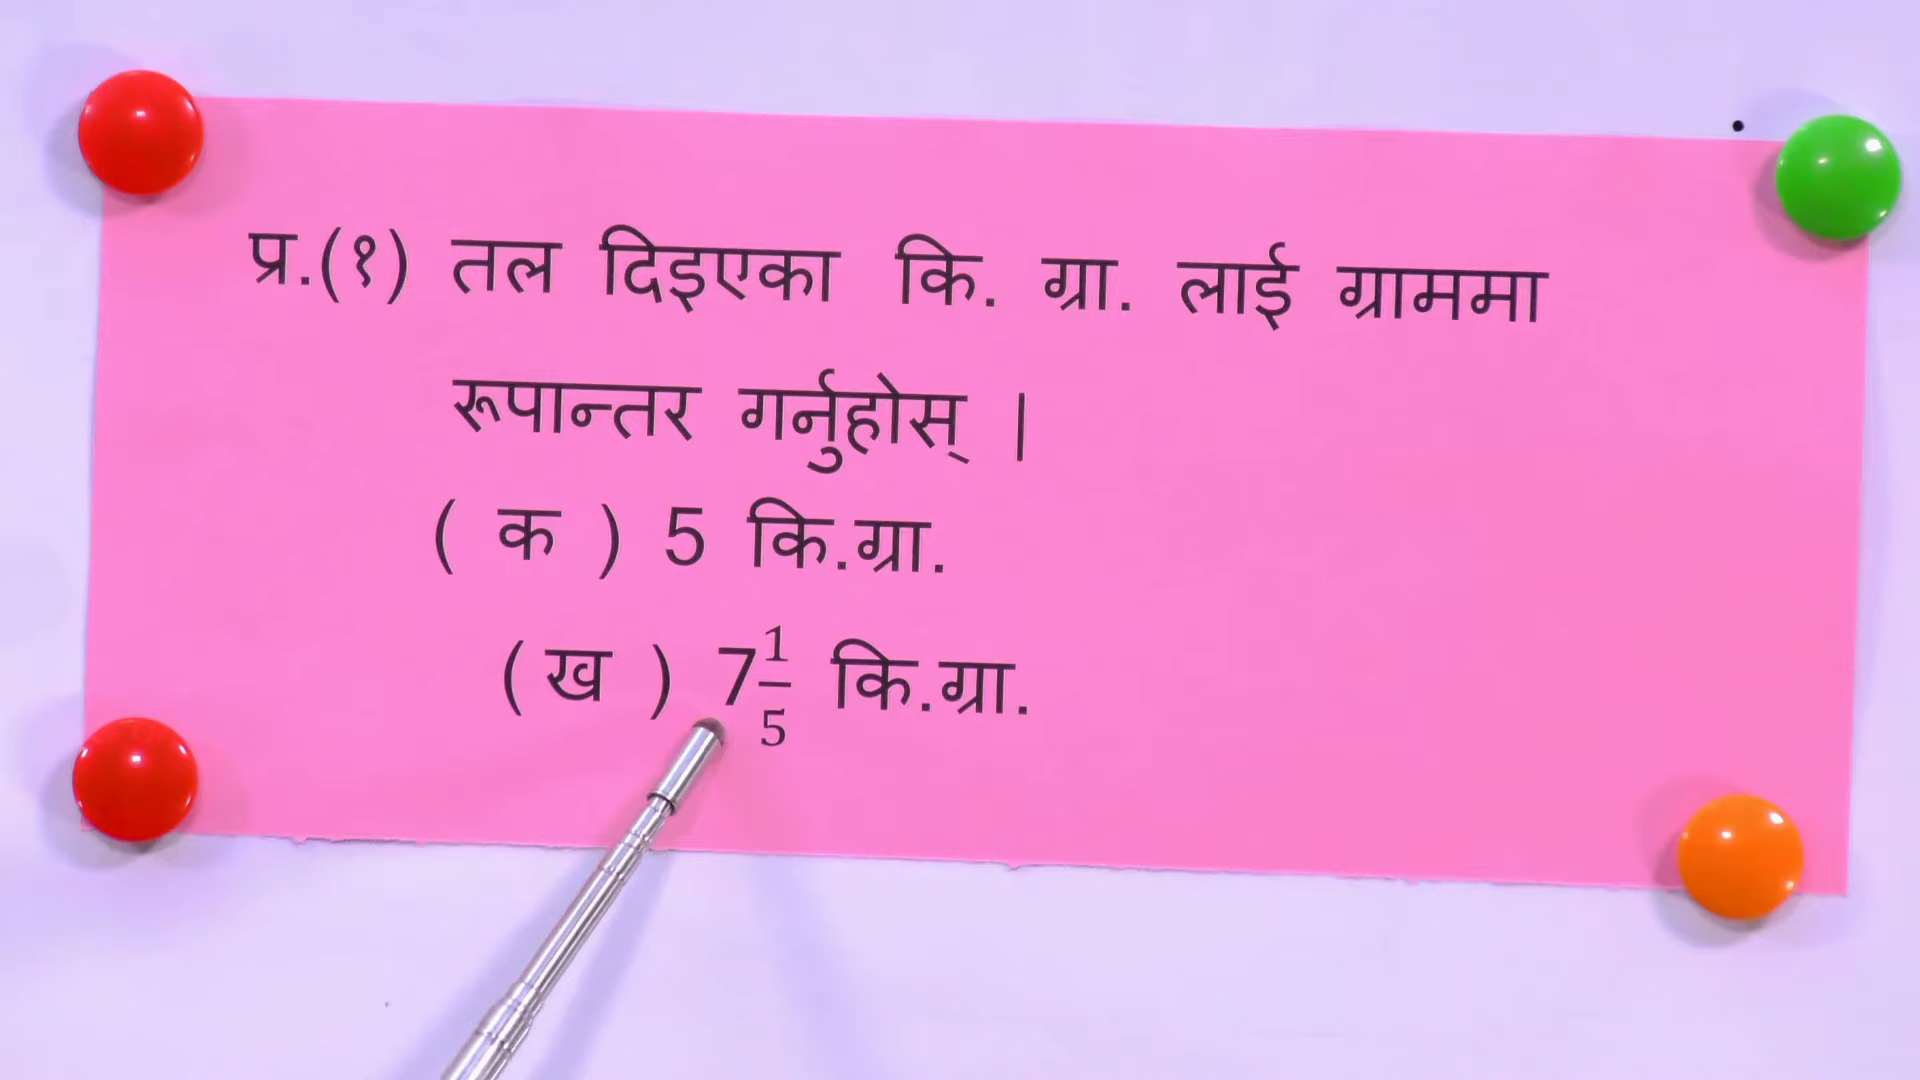 प्र.(१) तल दिइएका कि. ग्रा. लाई ग्राममा
रूपान्तर गर्नुहोस् |
( क ) 5 कि.ग्रा.
( ख ) 7 1/5 कि.ग्रा.